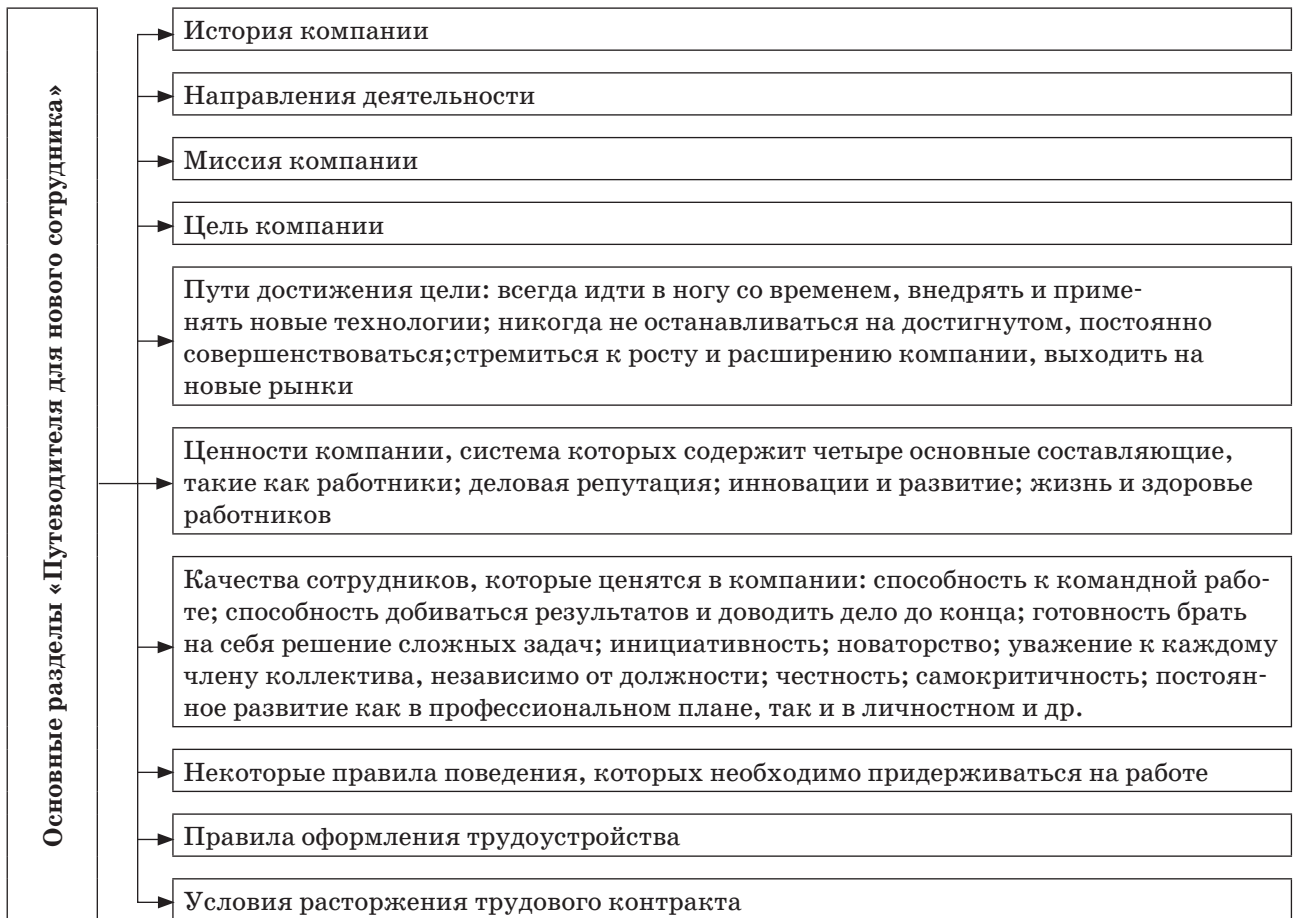 Основные разделы «Путеводителя для нового сотрудника»
История компании
Направления деятельности
Миссия компании
Цель компании
Пути достижения цели: всегда идти в ногу со временем, внедрять и приме-
нять новые технологии; никогда не останавливаться на достигнутом, постоянно
совершенствоваться;стремиться к росту и расширению компании, выходить на
новые рынки
Ценности компании, система которых содержит четыре основные составляющие,
такие как работники; деловая репутация; инновации и развитие; жизнь и здоровье
работников
Качества сотрудников, которые ценятся в компании: способность к командной рабо-
те; способность добиваться результатов и доводить дело до конца; готовность брать
на себя решение сложных задач; инициативность; новаторство; уважение к каждому
члену коллектива, независимо от должности; честность; самокритичность; постоян-
ное развитие как в профессиональном плане, так и в личностном и др.
Некоторые правила поведения, которых необходимо придерживаться на работе
Правила оформления трудоустройства
Условия расторжения трудового контракта